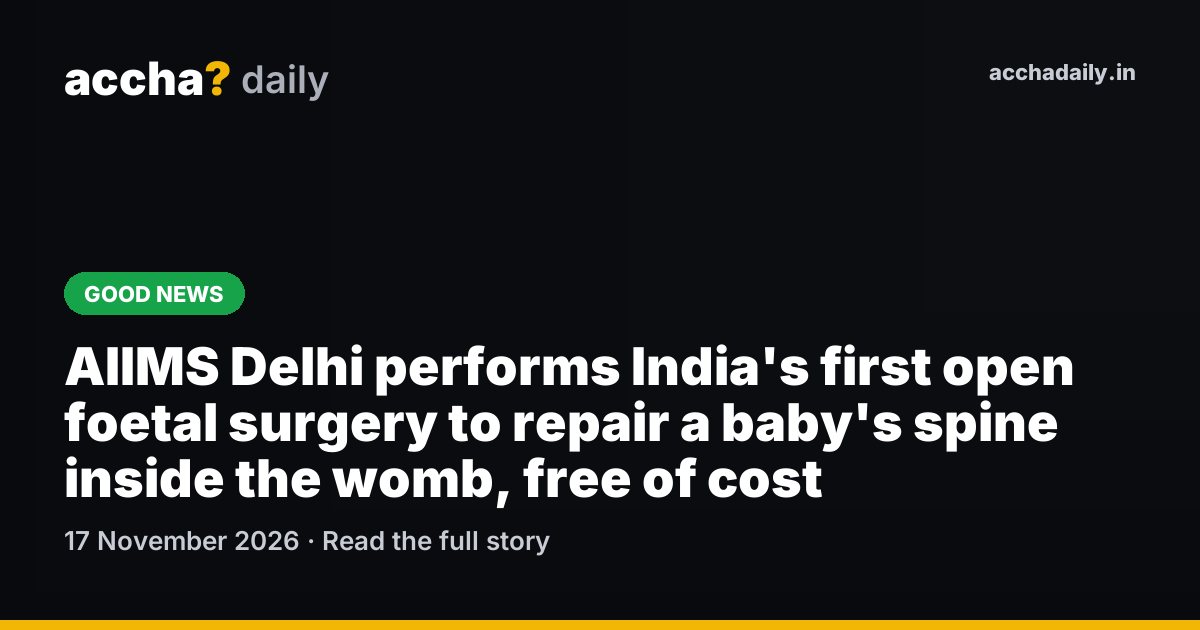 accha? daily
acchadaily.in
GOOD NEWS
AIIMS Delhi performs India's first open
foetal surgery to repair a baby's spine
inside the womb, free of cost
17 November 2026 · Read the full story